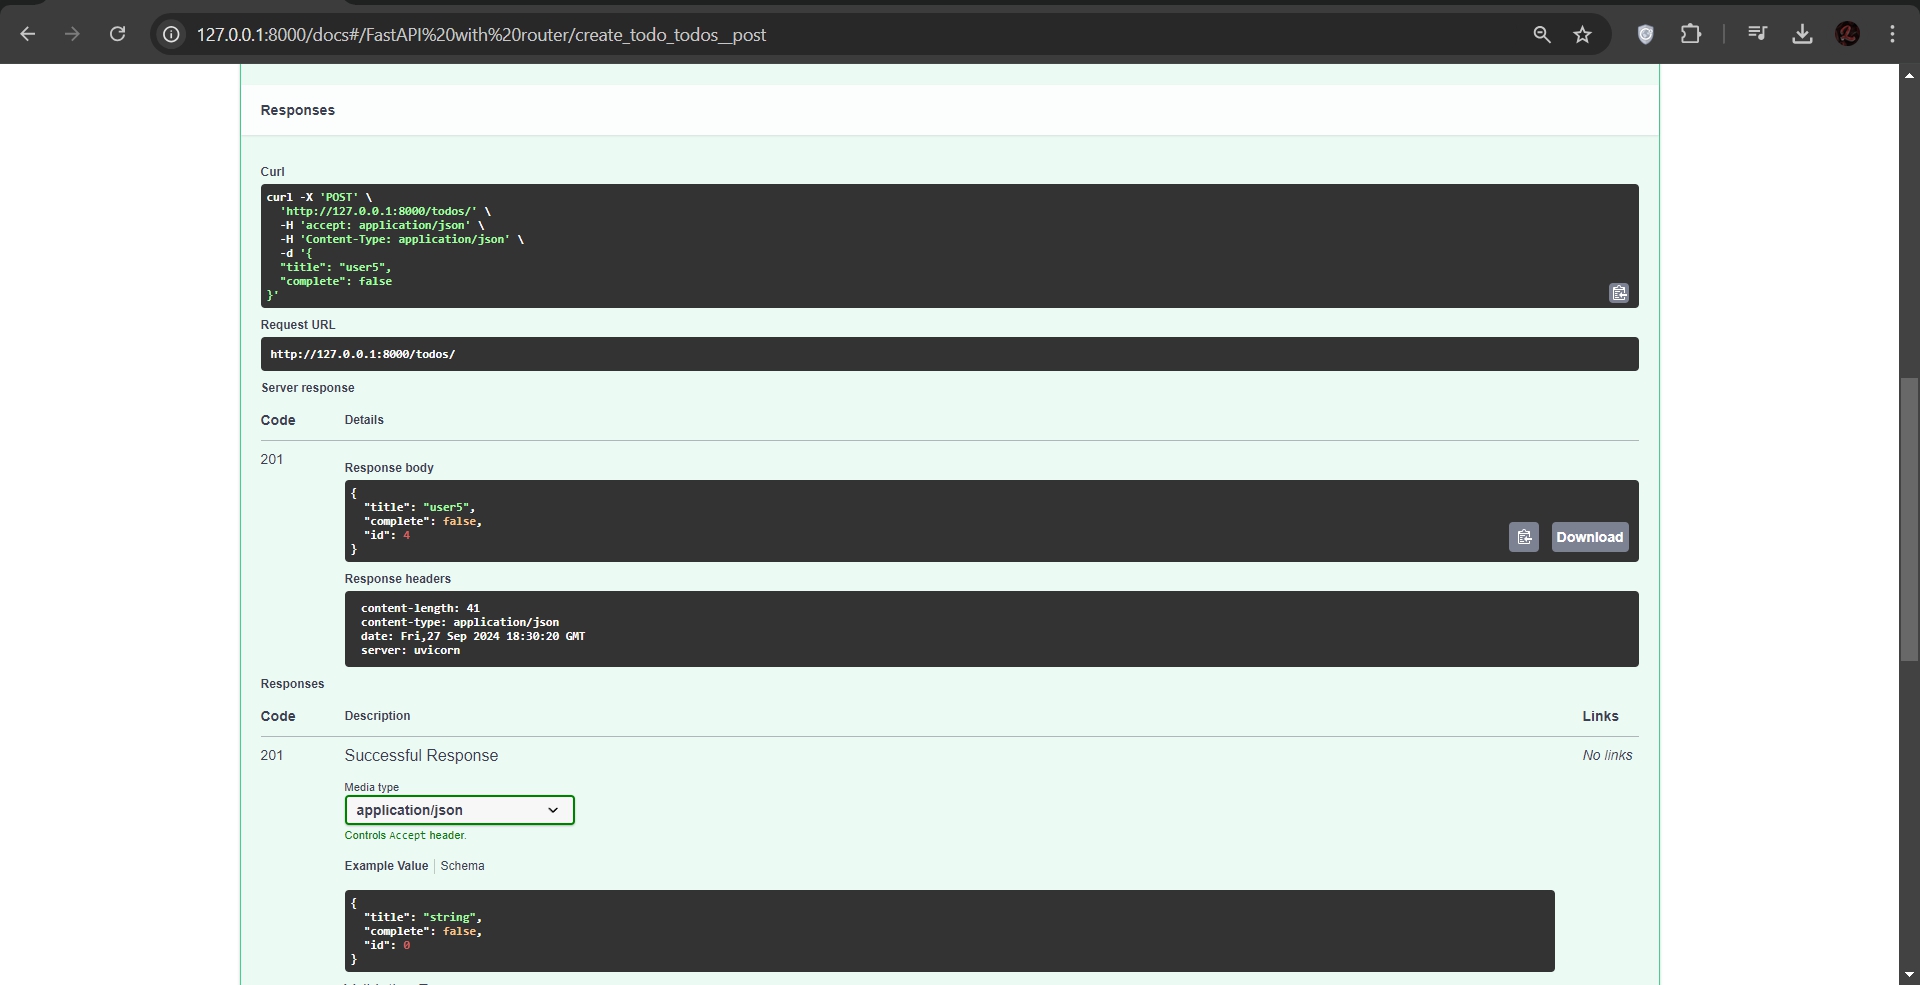 127.0.0.1:8000/docs#/FastAPI%20with%20router/create_todo_todos__post
Responses
Curl
curl -X 'POST' \
'http://127.0.0.1:8000/todos/' \
-H 'accept: application/json' \
-H 'Content-Type: application/json' \
-d '{
"title": "user5",
"complete": false
}'
Request URL
http://127.0.0.1:8000/todos/
Server response
Code Details
201
Response body
{
"title": "user5",
"complete": false,
"id": 4
}
Download
Response headers
content-length: 41
content-type: application/json
date: Fri,27 Sep 2024 18:30:20 GMT
server: uvicorn
Responses
Code Description Links
201 Successful Response No links
Media type
application/json
Controls Accept header.
Example Value Schema
{
"title": "string",
"complete": false,
"id": 0
}